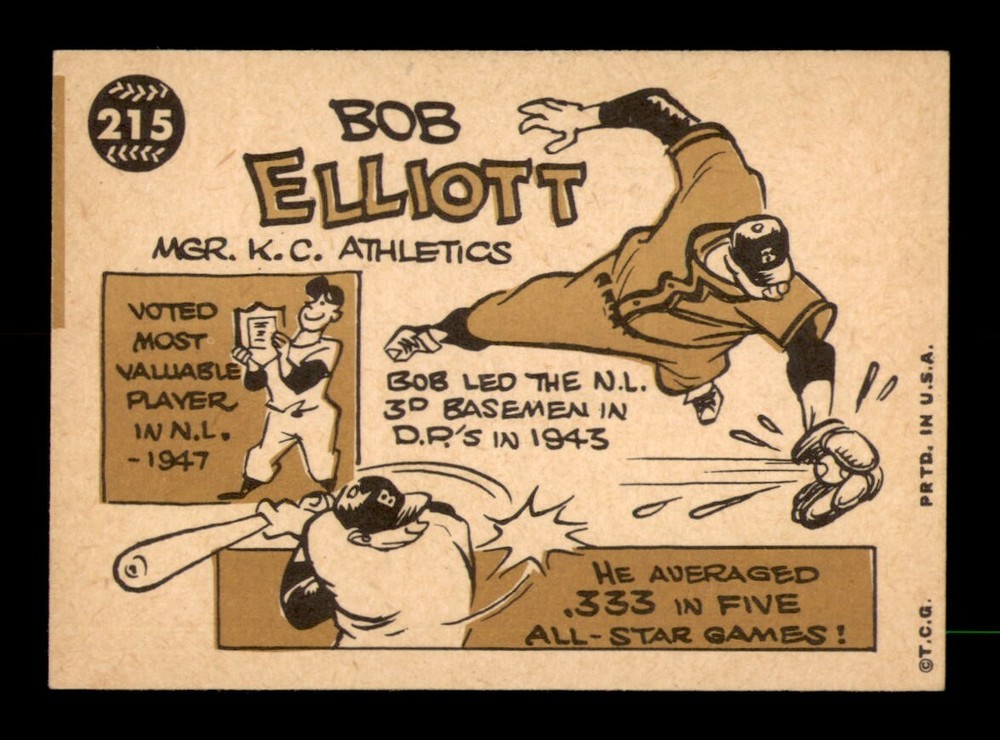 215
BOB
ELLIOTT
MGR. K.C. ATHLETICS
VOTED
MOST
VALUABLE
PLAYER
IN N.L.
-1947
BOB LED THE N.L.
3D BASEMEN IN
D.P.'S IN 1943
B
B
HE AVERAGED
.333 IN FIVE
ALL-STAR GAMES!
©T.C.G. PRTD. IN U.S.A.